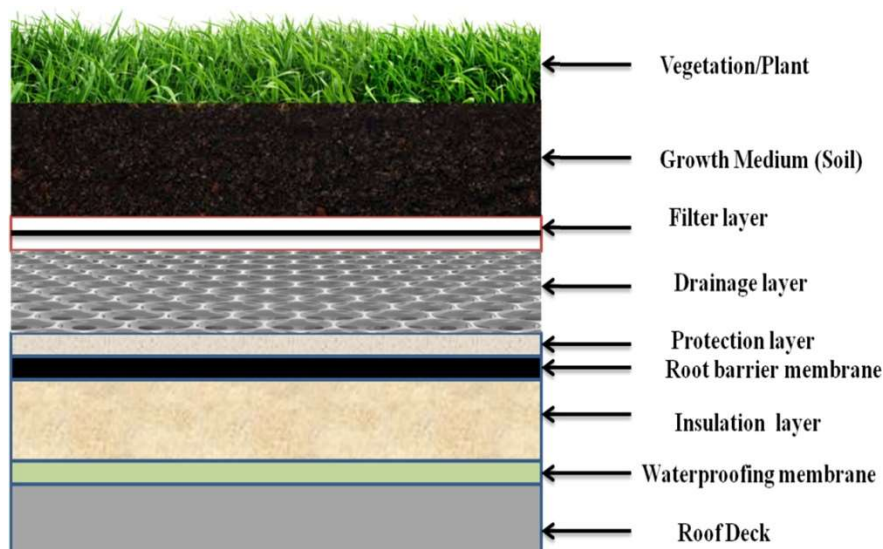 Vegetation/Plant
Growth Medium (Soil)
Filter layer
Drainage layer
Protection layer
Root barrier membrane
Insulation layer
Waterproofing membrane
Roof Deck